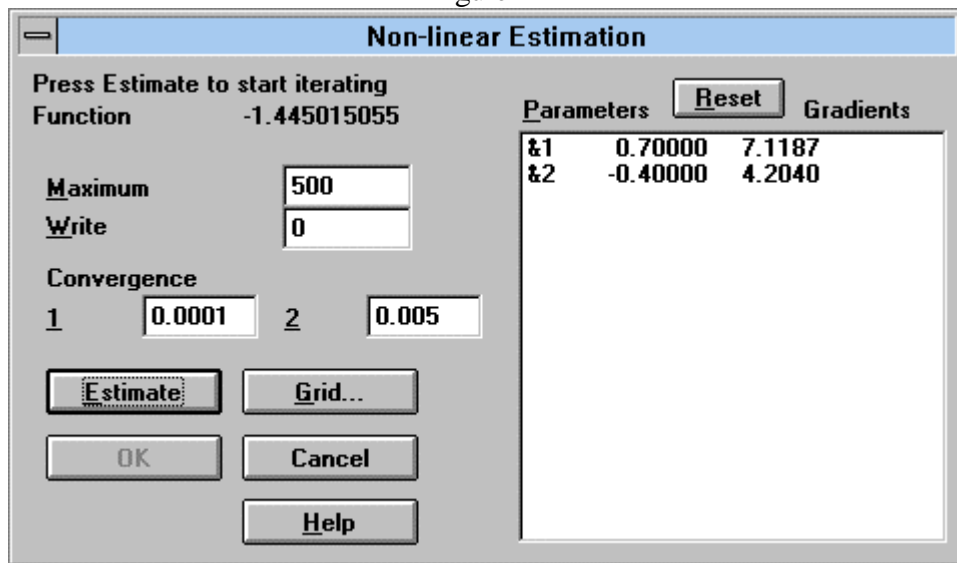 Non-linear Estimation
Press Estimate to start iterating
Function -1.445015055
Maximum 500
Write 0
Convergence
1 0.0001 2 0.005
Estimate Grid...
OK Cancel
Help
Parameters Reset Gradients
&1 0.70000 7.1187
&2 -0.40000 4.2040